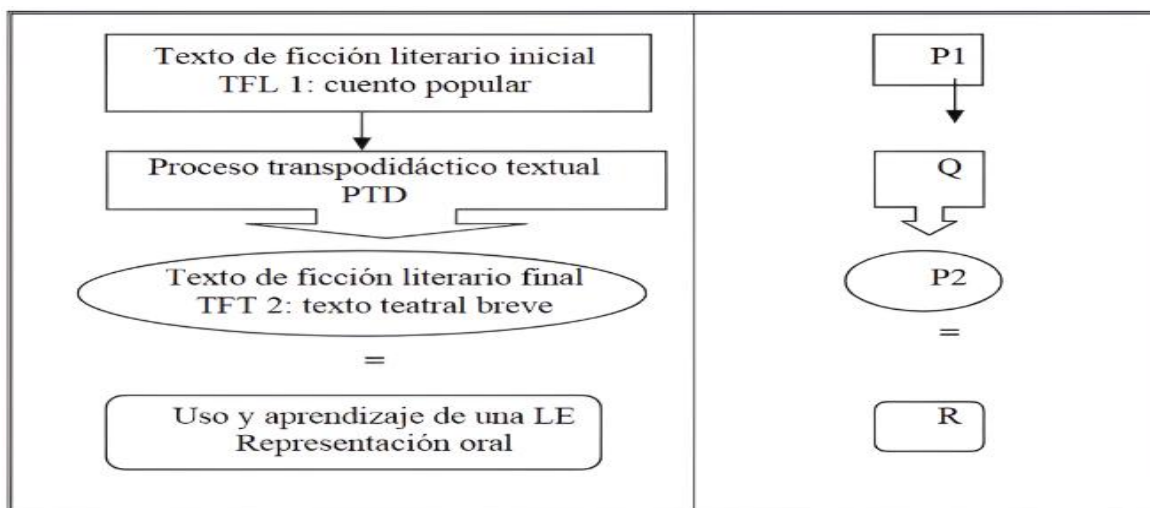 Texto de ficción literario inicial
TFL 1: cuento popular
Proceso transpodidáctico textual
PTD
Texto de ficción literario final
TFT 2: texto teatral breve
=
Uso y aprendizaje de una LE
Representación oral
P1
Q
P2
=
R